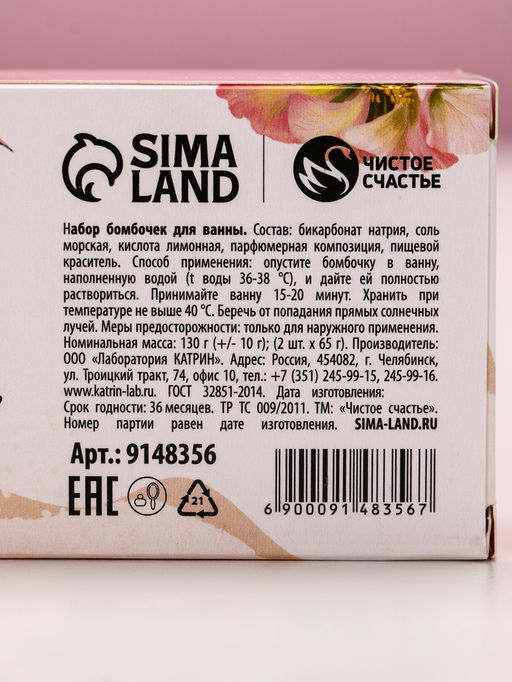 SIMA
LAND
ЧИСТОЕ
СЧАСТЬЕ
Набор бомбочек для ванны. Состав: бикарбонат натрия, соль
морская, кислота лимонная, парфюмерная композиция, пищевой
краситель. Способ применения: опустите бомбочку в ванну,
наполненную водой (t воды 36-38 °C), и дайте ей полностью
раствориться. Принимайте ванну 15-20 минут. Хранить при
температуре не выше 40 °C. Беречь от попадания прямых солнечных
лучей. Меры предосторожности: только для наружного применения.
Номинальная масса: 130 г (+/- 10 г); (2 шт. х 65 г). Производитель:
ООО «Лаборатория КАТРИН». Адрес: Россия, 454082, г. Челябинск,
ул. Троицкий тракт, 74, офис 10, тел.: +7 (351) 245-99-15, 245-99-16.
www.katrin-lab.ru. ГОСТ 32851-2014. Дата изготовления:
Срок годности: 36 месяцев. ТР ТС 009/2011. ТМ: «Чистое счастье».
Номер партии равен дате изготовления. SIMA-LAND.RU
Арт.: 9148356
EAC
21
6 900091 483567